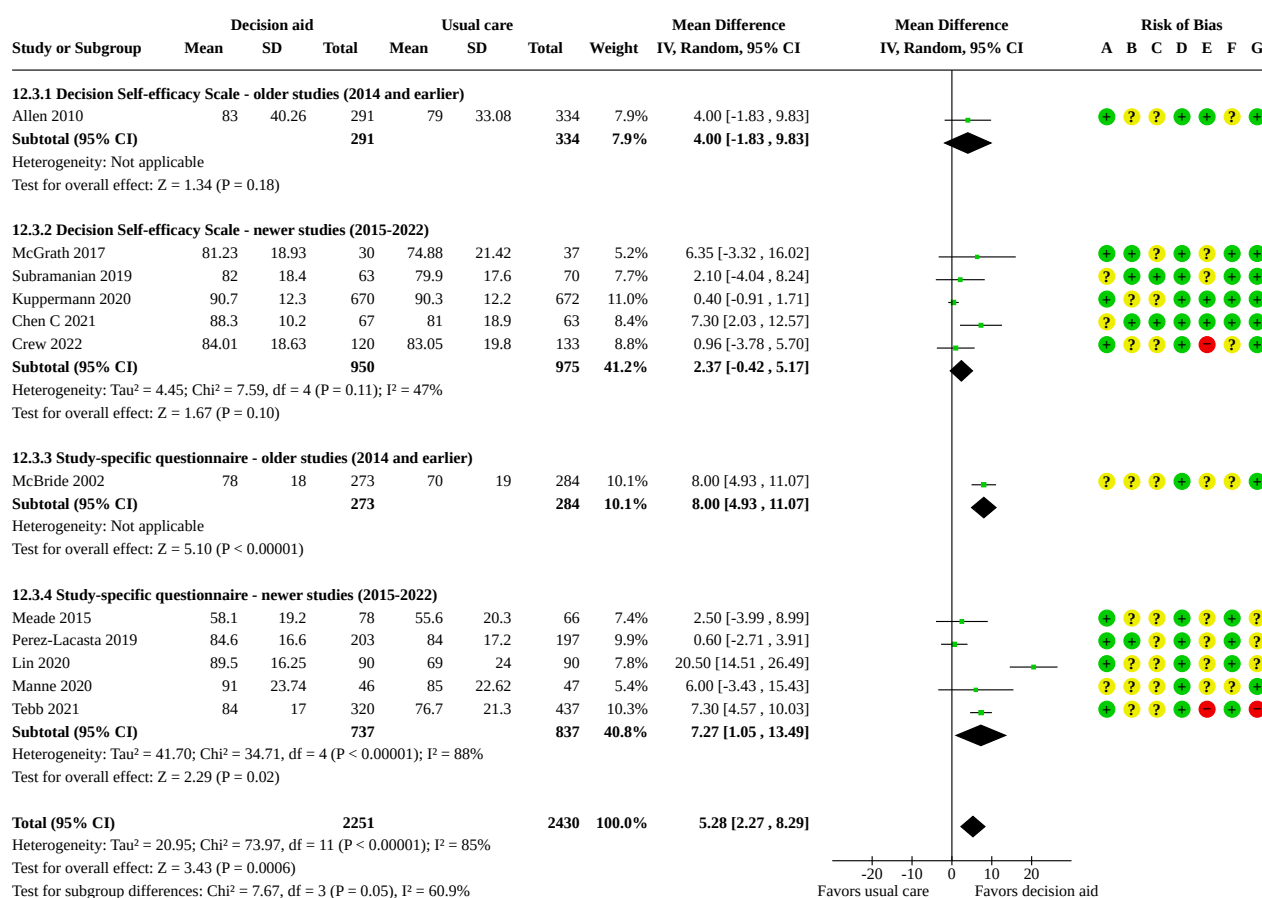 Decision aid Usual care Mean Difference Mean Difference Risk of Bias
Study or Subgroup Mean SD Total Mean SD Total Weight IV, Random, 95% CI IV, Random, 95% CI A B C D E F G
12.3.1 Decision Self-efficacy Scale - older studies (2014 and earlier)
Allen 2010 83 40.26 291 79 33.08 334 7.9% 4.00 [-1.83 , 9.83] + ? ? + + ? +
Subtotal (95% CI) 291 334 7.9% 4.00 [-1.83 , 9.83]
Heterogeneity: Not applicable
Test for overall effect: Z = 1.34 (P = 0.18)
12.3.2 Decision Self-efficacy Scale - newer studies (2015-2022)
McGrath 2017 81.23 18.93 30 74.88 21.42 37 5.2% 6.35 [-3.32 , 16.02] + + ? + ? + +
Subramanian 2019 82 18.4 63 79.9 17.6 70 7.7% 2.10 [-4.04 , 8.24] ? + + + ? + +
Kuppermann 2020 90.7 12.3 670 90.3 12.2 672 11.0% 0.40 [-0.91 , 1.71] + ? ? + + + +
Chen C 2021 88.3 10.2 67 81 18.9 63 8.4% 7.30 [2.03 , 12.57] ? + + + + + +
Crew 2022 84.01 18.63 120 83.05 19.8 133 8.8% 0.96 [-3.78 , 5.70] + ? ? + − ? +
Subtotal (95% CI) 950 975 41.2% 2.37 [-0.42 , 5.17]
Heterogeneity: Tau² = 4.45; Chi² = 7.59, df = 4 (P = 0.11); I² = 47%
Test for overall effect: Z = 1.67 (P = 0.10)
12.3.3 Study-specific questionnaire - older studies (2014 and earlier)
McBride 2002 78 18 273 70 19 284 10.1% 8.00 [4.93 , 11.07] ? ? ? + ? ? +
Subtotal (95% CI) 273 284 10.1% 8.00 [4.93 , 11.07]
Heterogeneity: Not applicable
Test for overall effect: Z = 5.10 (P < 0.00001)
12.3.4 Study-specific questionnaire - newer studies (2015-2022)
Meade 2015 58.1 19.2 78 55.6 20.3 66 7.4% 2.50 [-3.99 , 8.99] + ? ? + ? + ?
Perez-Lacasta 2019 84.6 16.6 203 84 17.2 197 9.9% 0.60 [-2.71 , 3.91] + + ? + ? + ?
Lin 2020 89.5 16.25 90 69 24 90 7.8% 20.50 [14.51 , 26.49] + ? ? + ? + ?
Manne 2020 91 23.74 46 85 22.62 47 5.4% 6.00 [-3.43 , 15.43] ? ? ? + ? ? +
Tebb 2021 84 17 320 76.7 21.3 437 10.3% 7.30 [4.57 , 10.03] + ? ? + − + −
Subtotal (95% CI) 737 837 40.8% 7.27 [1.05 , 13.49]
Heterogeneity: Tau² = 41.70; Chi² = 34.71, df = 4 (P < 0.00001); I² = 88%
Test for overall effect: Z = 2.29 (P = 0.02)
Total (95% CI) 2251 2430 100.0% 5.28 [2.27 , 8.29]
Heterogeneity: Tau² = 20.95; Chi² = 73.97, df = 11 (P < 0.00001); I² = 85%
Test for overall effect: Z = 3.43 (P = 0.0006)
-20 -10 0 10 20
Test for subgroup differences: Chi² = 7.67, df = 3 (P = 0.05), I² = 60.9%
Favors usual care Favors decision aid